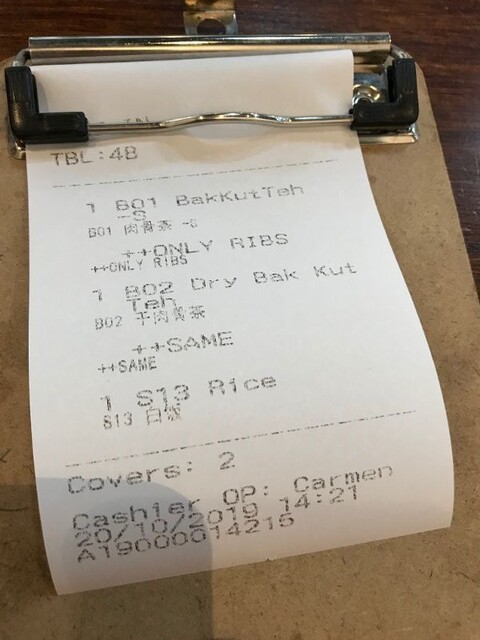 TBL:48
1 B01 BakKutTeh
-S
B01 肉骨茶 -S
++ONLY RIBS
++ONLY RIBS
1 B02 Dry Bak Kut
Teh
B02 干肉骨茶
++SAME
++SAME
1 S13 Rice
S13 白饭
Covers: 2
Cashier OP: Carmen
20/10/2019 14:21
A19000014215